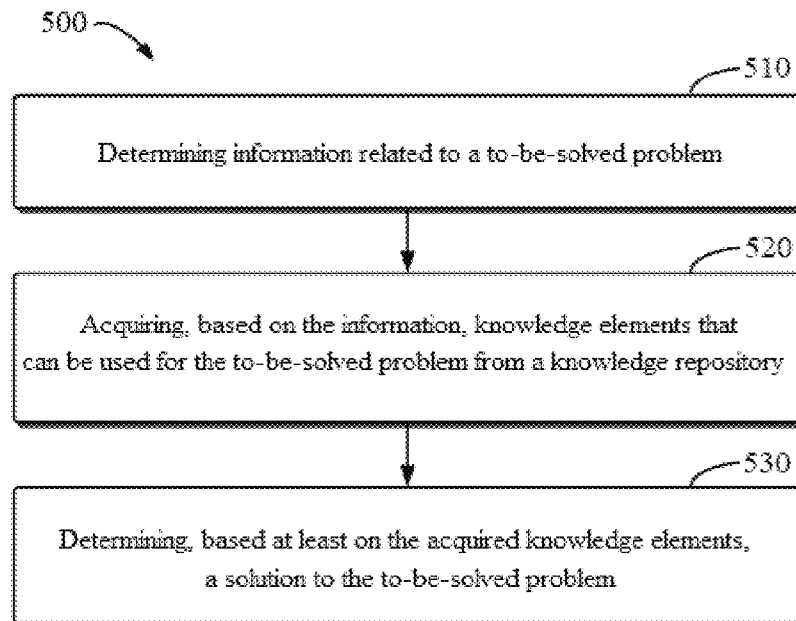 500
510
Determining information related to a to-be-solved problem
520
Acquiring, based on the information, knowledge elements that
can be used for the to-be-solved problem from a knowledge repository
530
Determining, based at least on the acquired knowledge elements,
a solution to the to-be-solved problem